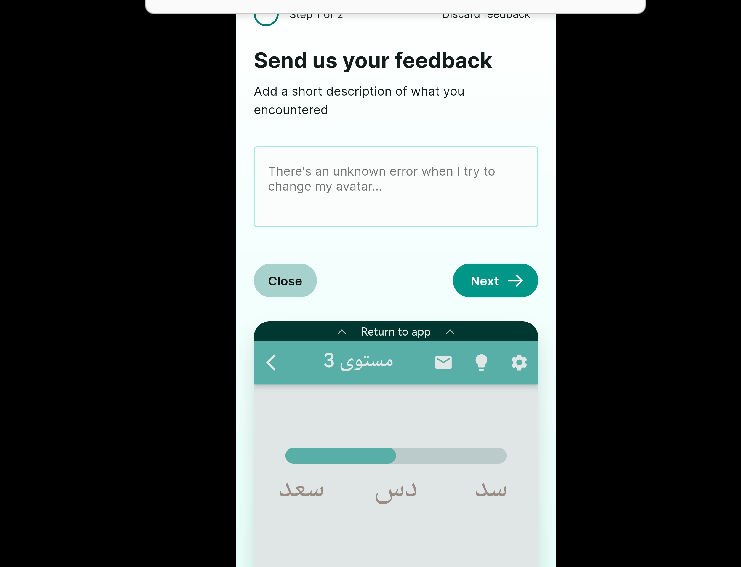 Step 1 of 2
Discard feedback
Send us your feedback
Add a short description of what you
encountered
There's an unknown error when I try to
change my avatar...
Close
Next
Return to app
مستوى 3
سد
دس
سعد